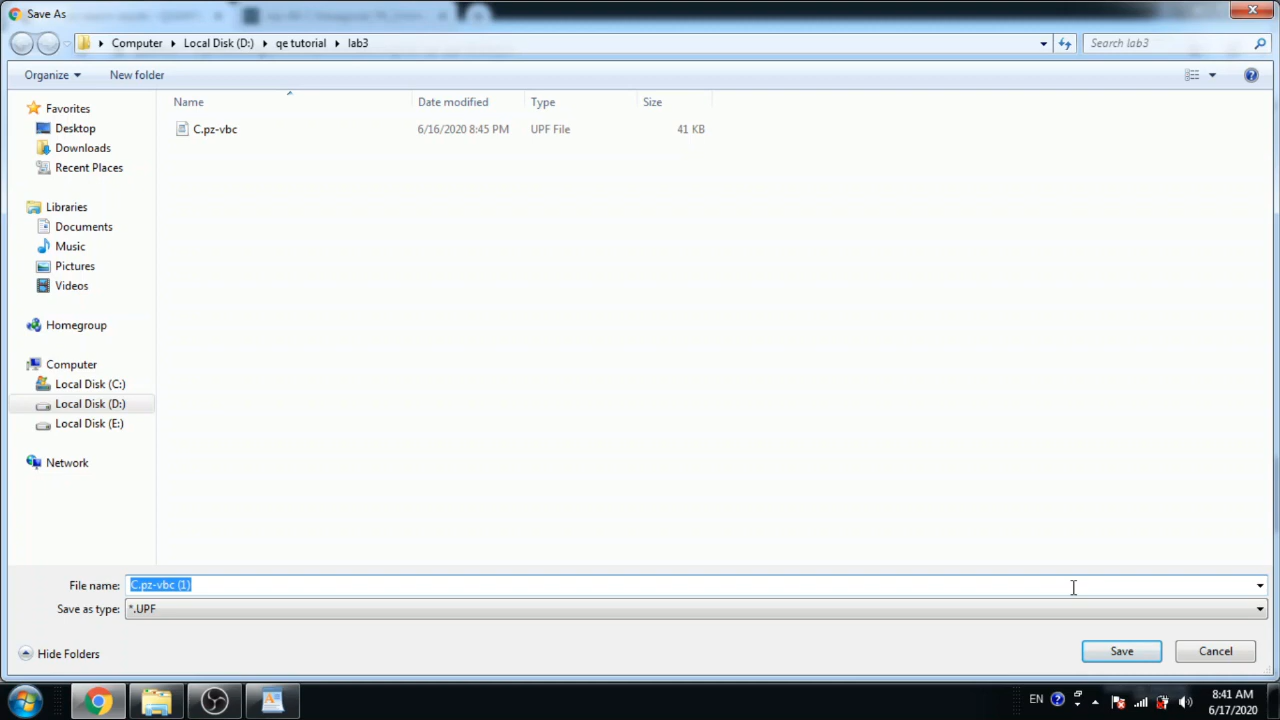 Save As
Computer Local Disk (D:) qe tutorial lab3
Search lab3
Organize New folder
Name Date modified Type Size
C.pz-vbc 6/16/2020 8:45 PM UPF File 41 KB
Favorites
Desktop
Downloads
Recent Places
Libraries
Documents
Music
Pictures
Videos
Homegroup
Computer
Local Disk (C:)
Local Disk (D:)
Local Disk (E:)
Network
File name: C.pz-vbc (1)
Save as type: *.UPF
Hide Folders
Save Cancel
EN
8:41 AM
6/17/2020